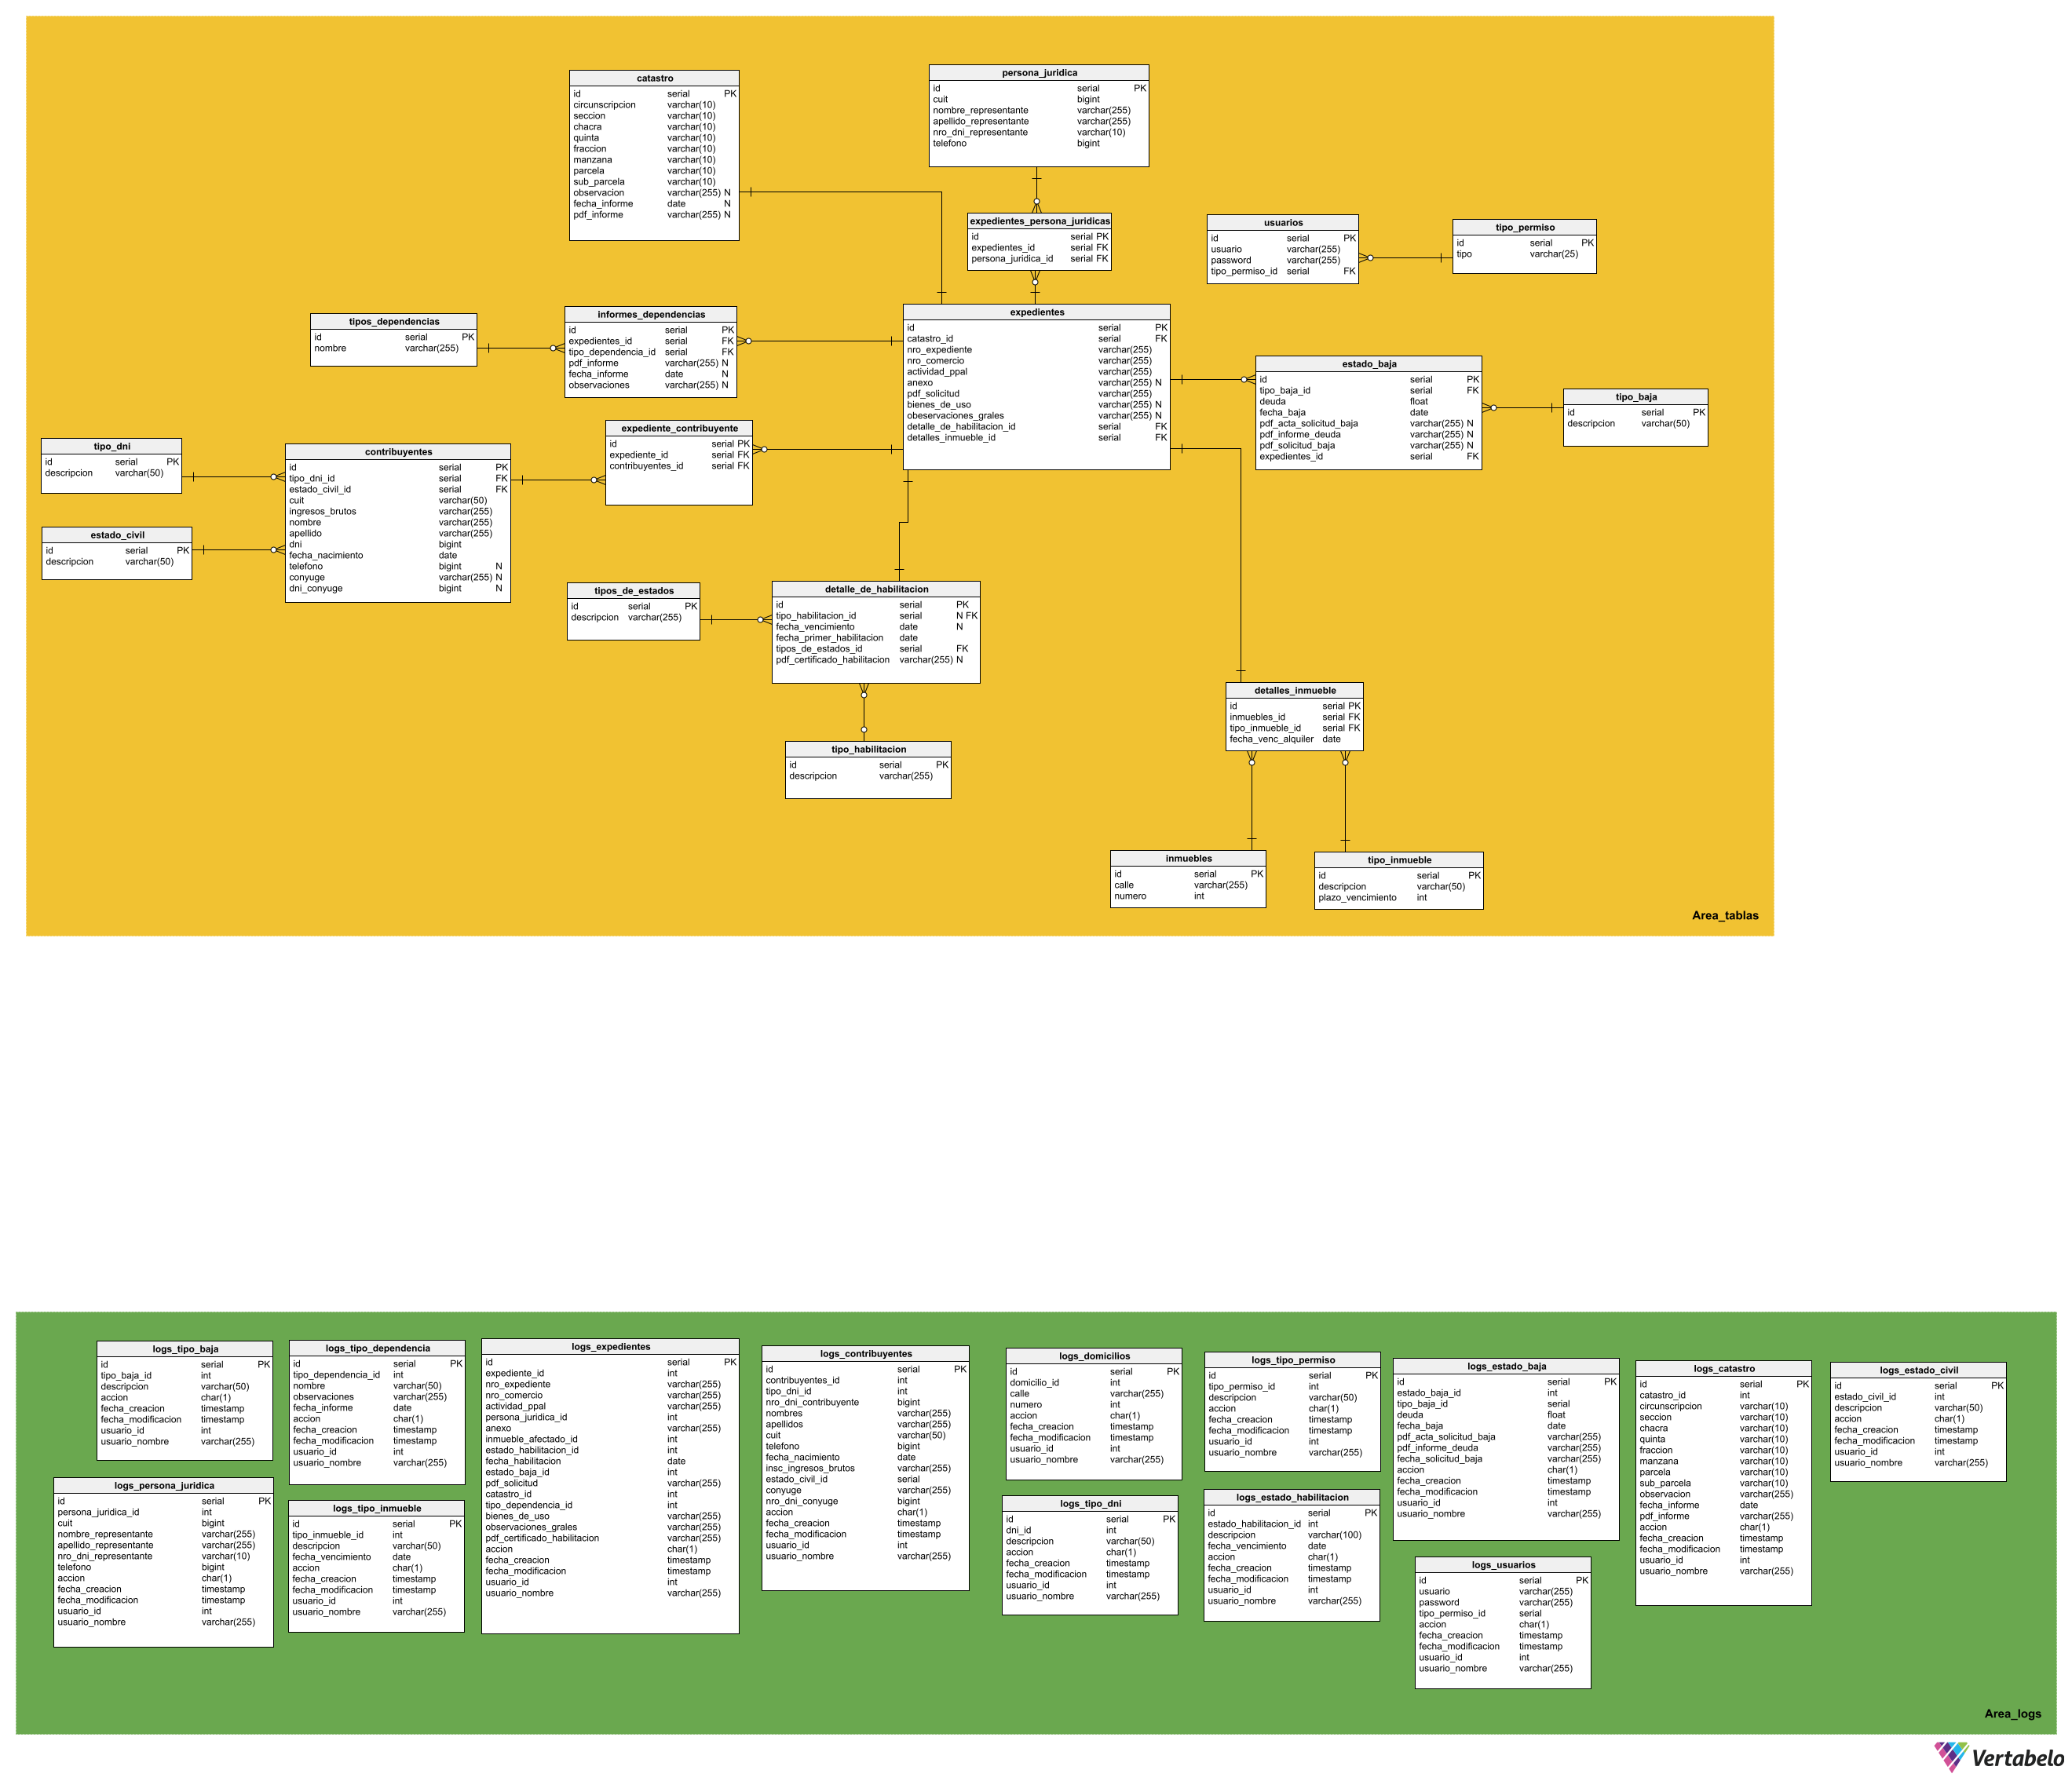 catastro
id serial PK
circunscripcion varchar(10)
seccion varchar(10)
chacra varchar(10)
quinta varchar(10)
fraccion varchar(10)
manzana varchar(10)
parcela varchar(10)
sub_parcela varchar(10)
observacion varchar(255) N
fecha_informe date N
pdf_informe varchar(255) N
persona_juridica
id serial PK
cuit bigint
nombre_representante varchar(255)
apellido_representante varchar(255)
nro_dni_representante varchar(10)
telefono bigint
expedientes_persona_juridicas
id serial PK
expedientes_id serial FK
persona_juridica_id serial FK
usuarios
id serial PK
usuario varchar(255)
password varchar(255)
tipo_permiso_id serial FK
tipo_permiso
id serial PK
tipo varchar(25)
tipos_dependencias
id serial PK
nombre varchar(255)
informes_dependencias
id serial PK
expedientes_id serial FK
tipo_dependencia_id serial FK
pdf_informe varchar(255) N
fecha_informe date N
observaciones varchar(255) N
expedientes
id serial PK
catastro_id serial FK
nro_expediente varchar(255)
nro_comercio varchar(255)
actividad_ppal varchar(255)
anexo varchar(255) N
pdf_solicitud varchar(255)
bienes_de_uso varchar(255) N
obeservaciones_grales varchar(255) N
detalle_de_habilitacion_id serial FK
detalles_inmueble_id serial FK
estado_baja
id serial PK
tipo_baja_id serial FK
deuda float
fecha_baja date
pdf_acta_solicitud_baja varchar(255) N
pdf_informe_deuda varchar(255) N
pdf_solicitud_baja varchar(255) N
expedientes_id serial FK
tipo_baja
id serial PK
descripcion varchar(50)
tipo_dni
id serial PK
descripcion varchar(50)
estado_civil
id serial PK
descripcion varchar(50)
contribuyentes
id serial PK
tipo_dni_id serial FK
estado_civil_id serial FK
cuit varchar(50)
ingresos_brutos varchar(255)
nombre varchar(255)
apellido varchar(255)
dni bigint
fecha_nacimiento date
telefono bigint N
conyuge varchar(255) N
dni_conyuge bigint N
expediente_contribuyente
id serial PK
expediente_id serial FK
contribuyentes_id serial FK
tipos_de_estados
id serial PK
descripcion varchar(255)
detalle_de_habilitacion
id serial PK
tipo_habilitacion_id serial N FK
fecha_vencimiento date N
fecha_primer_habilitacion date
tipos_de_estados_id serial FK
pdf_certificado_habilitacion varchar(255) N
tipo_habilitacion
id serial PK
descripcion varchar(255)
detalles_inmueble
id serial PK
inmuebles_id serial FK
tipo_inmueble_id serial FK
fecha_venc_alquiler date
inmuebles
id serial PK
calle varchar(255)
numero int
tipo_inmueble
id serial PK
descripcion varchar(50)
plazo_vencimiento int
Area_tablas
logs_tipo_baja
id serial PK
tipo_baja_id int
descripcion varchar(50)
accion char(1)
fecha_creacion timestamp
fecha_modificacion timestamp
usuario_id int
usuario_nombre varchar(255)
logs_persona_juridica
id serial PK
persona_juridica_id int
cuit bigint
nombre_representante varchar(255)
apellido_representante varchar(255)
nro_dni_representante varchar(10)
telefono bigint
accion char(1)
fecha_creacion timestamp
fecha_modificacion timestamp
usuario_id int
usuario_nombre varchar(255)
logs_tipo_dependencia
id serial PK
tipo_dependencia_id int
nombre varchar(50)
observaciones varchar(255)
fecha_informe date
accion char(1)
fecha_creacion timestamp
fecha_modificacion timestamp
usuario_id int
usuario_nombre varchar(255)
logs_tipo_inmueble
id serial PK
tipo_inmueble_id int
descripcion varchar(50)
fecha_vencimiento date
accion char(1)
fecha_creacion timestamp
fecha_modificacion timestamp
usuario_id int
usuario_nombre varchar(255)
logs_expedientes
id serial PK
expediente_id int
nro_expediente varchar(255)
nro_comercio varchar(255)
actividad_ppal varchar(255)
persona_juridica_id int
anexo varchar(255)
inmueble_afectado_id int
estado_habilitacion_id int
fecha_habilitacion date
estado_baja_id int
pdf_solicitud varchar(255)
catastro_id int
tipo_dependencia_id int
bienes_de_uso varchar(255)
observaciones_grales varchar(255)
pdf_certificado_habilitacion varchar(255)
accion char(1)
fecha_creacion timestamp
fecha_modificacion timestamp
usuario_id int
usuario_nombre varchar(255)
logs_contribuyentes
id serial PK
contribuyentes_id int
tipo_dni_id int
nro_dni_contribuyente bigint
nombres varchar(255)
apellidos varchar(255)
cuit varchar(50)
telefono bigint
fecha_nacimiento date
insc_ingresos_brutos varchar(255)
estado_civil_id serial
conyuge varchar(255)
nro_dni_conyuge bigint
accion char(1)
fecha_creacion timestamp
fecha_modificacion timestamp
usuario_id int
usuario_nombre varchar(255)
logs_domicilios
id serial PK
domicilio_id int
calle varchar(255)
numero int
accion char(1)
fecha_creacion timestamp
fecha_modificacion timestamp
usuario_id int
usuario_nombre varchar(255)
logs_tipo_dni
id serial PK
dni_id int
descripcion varchar(50)
accion char(1)
fecha_creacion timestamp
fecha_modificacion timestamp
usuario_id int
usuario_nombre varchar(255)
logs_tipo_permiso
id serial PK
tipo_permiso_id int
descripcion varchar(50)
accion char(1)
fecha_creacion timestamp
fecha_modificacion timestamp
usuario_id int
usuario_nombre varchar(255)
logs_estado_habilitacion
id serial PK
estado_habilitacion_id int
descripcion varchar(100)
fecha_vencimiento date
accion char(1)
fecha_creacion timestamp
fecha_modificacion timestamp
usuario_id int
usuario_nombre varchar(255)
logs_estado_baja
id serial PK
estado_baja_id int
tipo_baja_id serial
deuda float
fecha_baja date
pdf_acta_solicitud_baja varchar(255)
pdf_informe_deuda varchar(255)
fecha_solicitud_baja varchar(255)
accion char(1)
fecha_creacion timestamp
fecha_modificacion timestamp
usuario_id int
usuario_nombre varchar(255)
logs_usuarios
id serial PK
usuario varchar(255)
password varchar(255)
tipo_permiso_id serial
accion char(1)
fecha_creacion timestamp
fecha_modificacion timestamp
usuario_id int
usuario_nombre varchar(255)
logs_catastro
id serial PK
catastro_id int
circunscripcion varchar(10)
seccion varchar(10)
chacra varchar(10)
quinta varchar(10)
fraccion varchar(10)
manzana varchar(10)
parcela varchar(10)
sub_parcela varchar(10)
observacion varchar(255)
fecha_informe date
pdf_informe varchar(255)
accion char(1)
fecha_creacion timestamp
fecha_modificacion timestamp
usuario_id int
usuario_nombre varchar(255)
logs_estado_civil
id serial PK
estado_civil_id int
descripcion varchar(50)
accion char(1)
fecha_creacion timestamp
fecha_modificacion timestamp
usuario_id int
usuario_nombre varchar(255)
Area_logs
Vertabelo